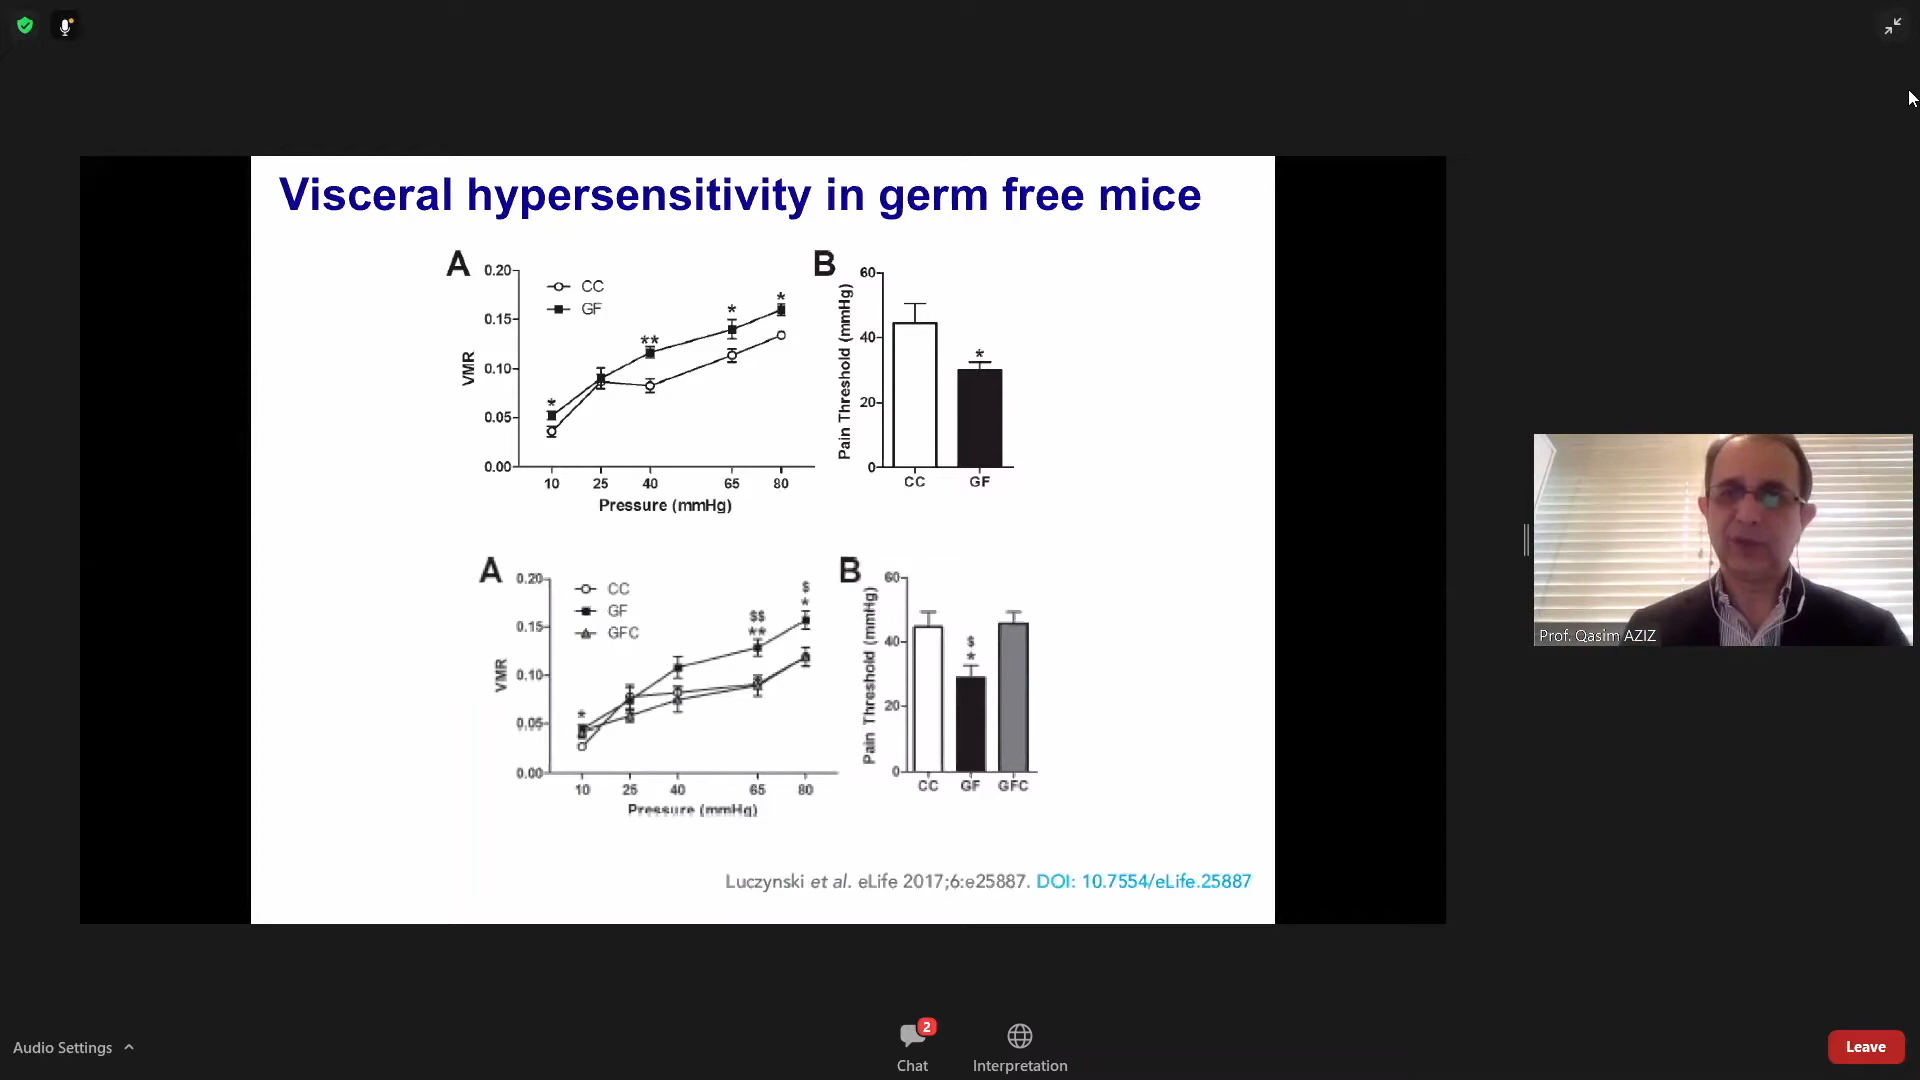 Visceral hypersensitivity in germ free mice
A
0.20
0.15
0.10
0.05
0.00
VMR
CC
GF
*
**
*
*
10 25 40 65 80
Pressure (mmHg)
B
60
40
20
0
Pain Threshold (mmHg)
*
CC GF
A
0.20
0.15
0.10
0.05
0.00
VMR
CC
GF
GFC
*
$$
**
$
*
10 25 40 65 80
Pressure (mmHg)
B
60
40
20
0
Pain Threshold (mmHg)
$
*
CC GF GFC
Luczynski et al. eLife 2017;6:e25887. DOI: 10.7554/eLife.25887
Prof. Qasim AZIZ
Audio Settings
2
Chat
Interpretation
Leave